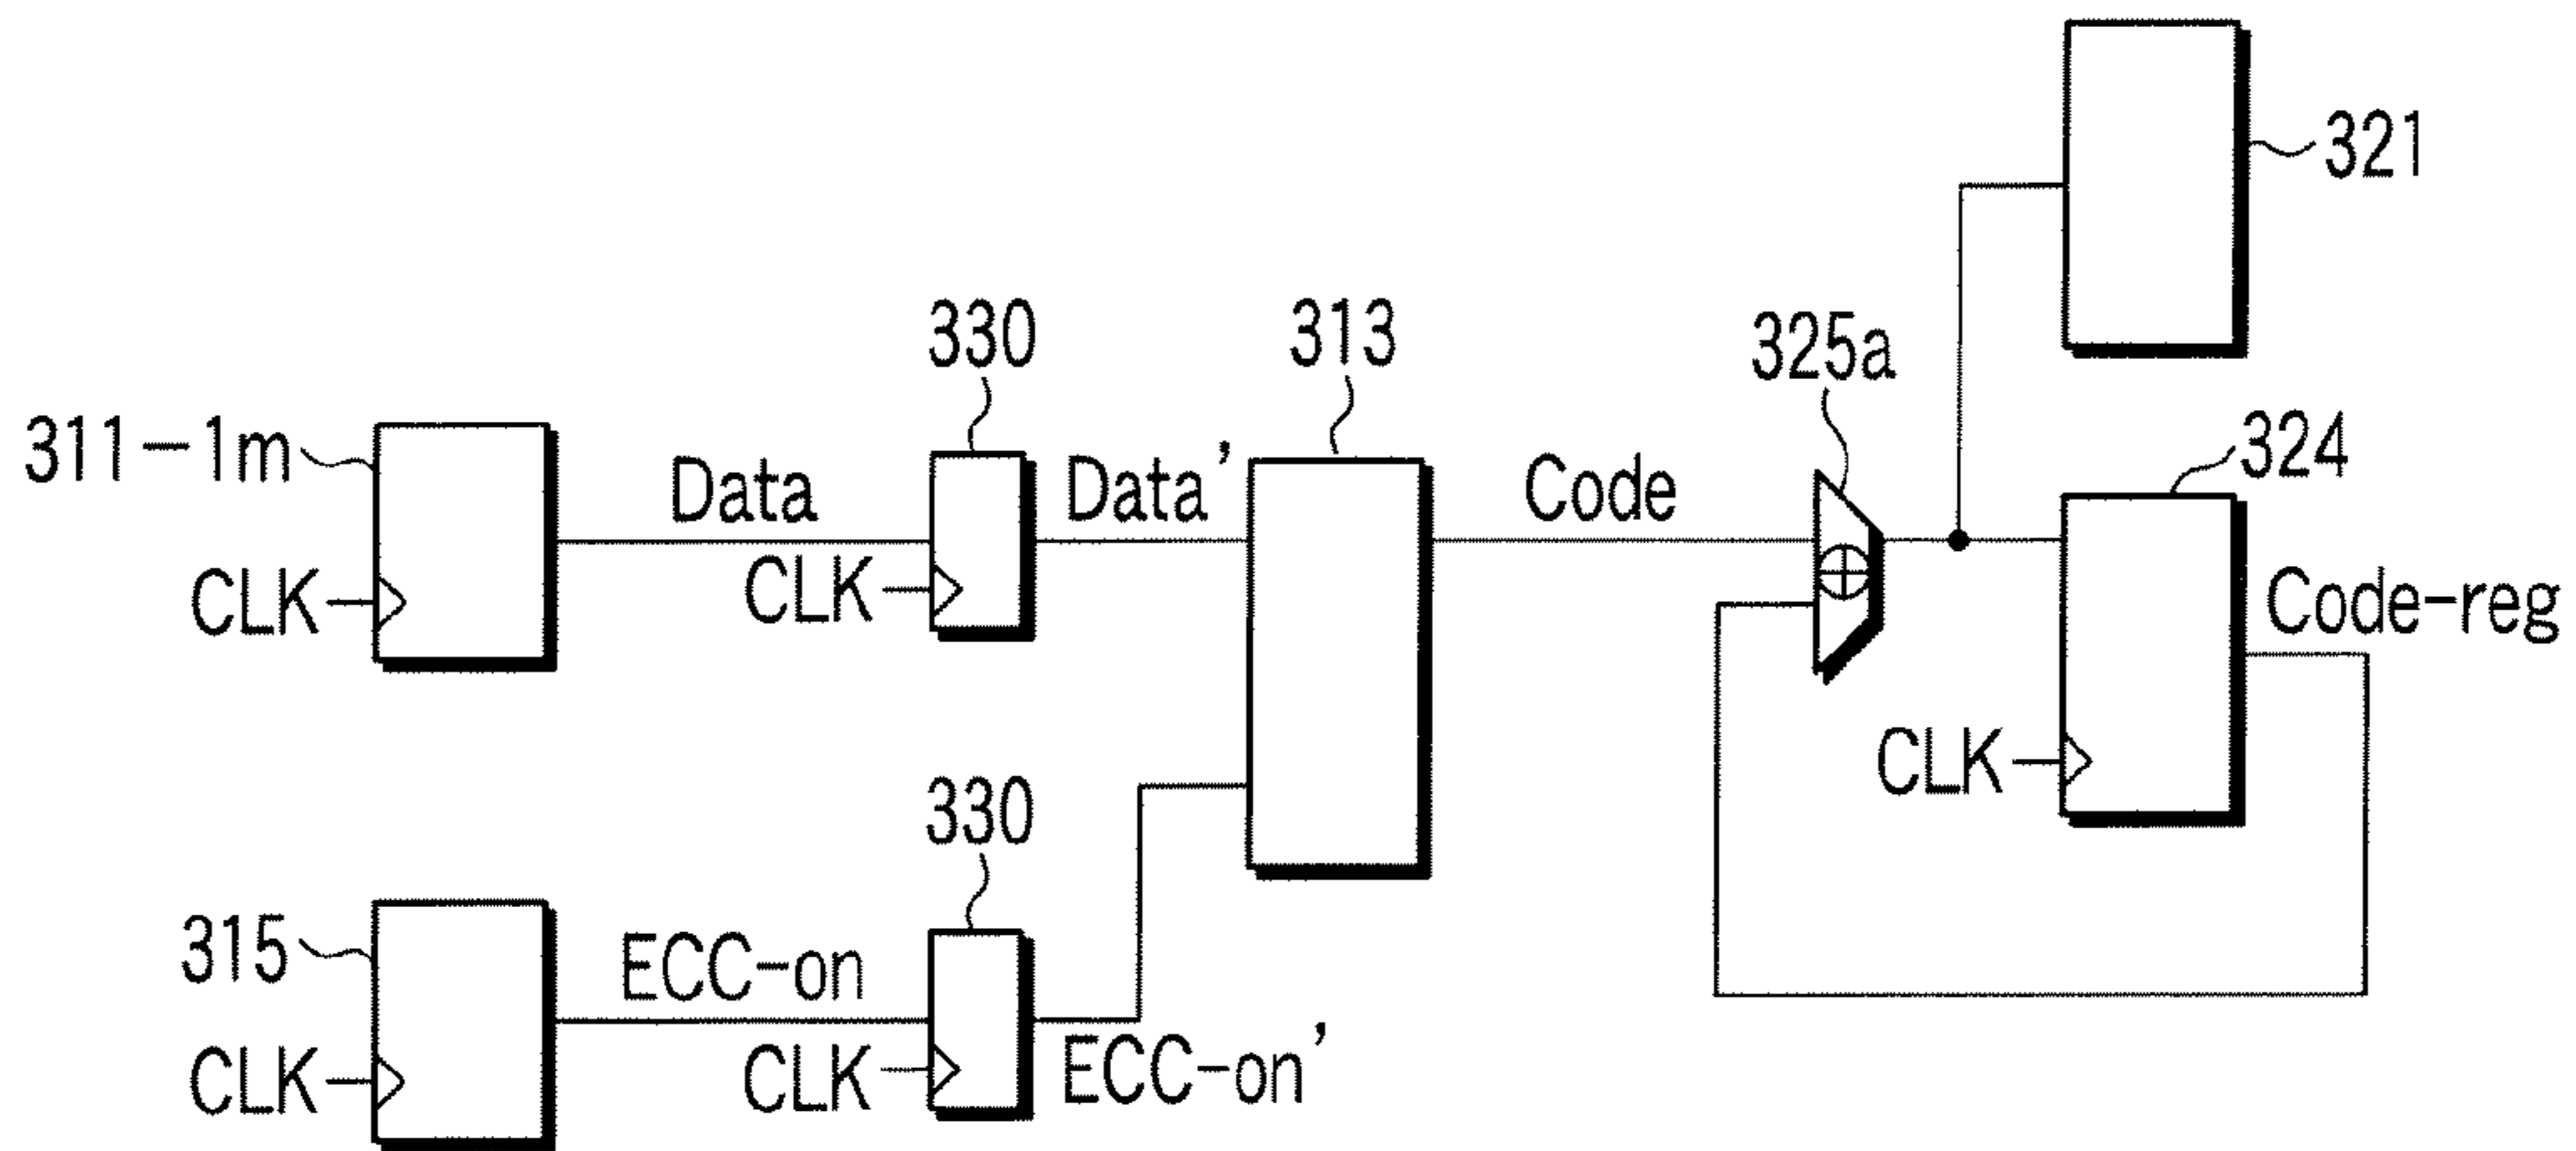 321
330
313
325a
311-1m
Data
Data'
Code
324
CLK
CLK
Code-reg
CLK
330
315
ECC-on
CLK
CLK
ECC-on'